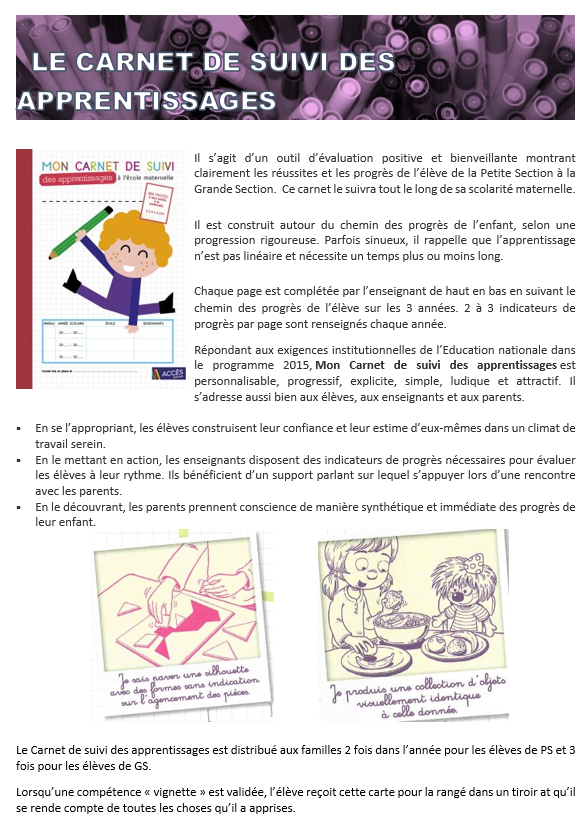 LE CARNET DE SUIVI DES
APPRENTISSAGES
MON CARNET DE SUIVI
des apprentissages à l'école maternelle
NIVEAU ANNÉE SCOLAIRE ÉCOLE ENSEIGNANTS
ACCÈS
Il s'agit d'un outil d'évaluation positive et bienveillante montrant
clairement les réussites et les progrès de l'élève de la Petite Section à la
Grande Section. Ce carnet le suivra tout le long de sa scolarité maternelle.
Il est construit autour du chemin des progrès de l'enfant, selon une
progression rigoureuse. Parfois sinueux, il rappelle que l'apprentissage
n'est pas linéaire et nécessite un temps plus ou moins long.
Chaque page est complétée par l'enseignant de haut en bas en suivant le
chemin des progrès de l'élève sur les 3 années. 2 à 3 indicateurs de
progrès par page sont renseignés chaque année.
Répondant aux exigences institutionnelles de l'Education nationale dans
le programme 2015, Mon Carnet de suivi des apprentissages est
personnalisable, progressif, explicite, simple, ludique et attractif. Il
s'adresse aussi bien aux élèves, aux enseignants et aux parents.
▪ En se l'appropriant, les élèves construisent leur confiance et leur estime d'eux-mêmes dans un climat de
travail serein.
▪ En le mettant en action, les enseignants disposent des indicateurs de progrès nécessaires pour évaluer
les élèves à leur rythme. Ils bénéficient d'un support parlant sur lequel s'appuyer lors d'une rencontre
avec les parents.
▪ En le découvrant, les parents prennent conscience de manière synthétique et immédiate des progrès de
leur enfant.
Je sais paver une silhouette
avec des formes sans indication
sur l'agencement des pièces.
Je produis une collection d'objets
visuellement identique
à celle donnée.
Le Carnet de suivi des apprentissages est distribué aux familles 2 fois dans l'année pour les élèves de PS et 3
fois pour les élèves de GS.
Lorsqu'une compétence « vignette » est validée, l'élève reçoit cette carte pour la rangé dans un tiroir at qu'il
se rende compte de toutes les choses qu'il a apprises.